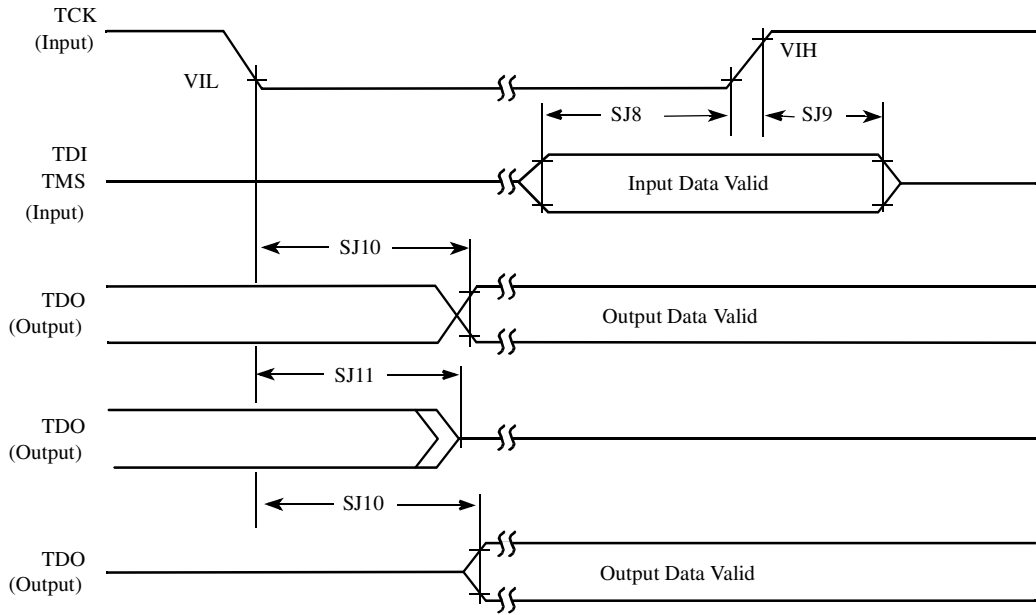 TCK
(Input)
VIL
VIH
SJ8
SJ9
TDI
TMS
(Input)
Input Data Valid
SJ10
TDO
(Output)
Output Data Valid
SJ11
TDO
(Output)
SJ10
TDO
(Output)
Output Data Valid